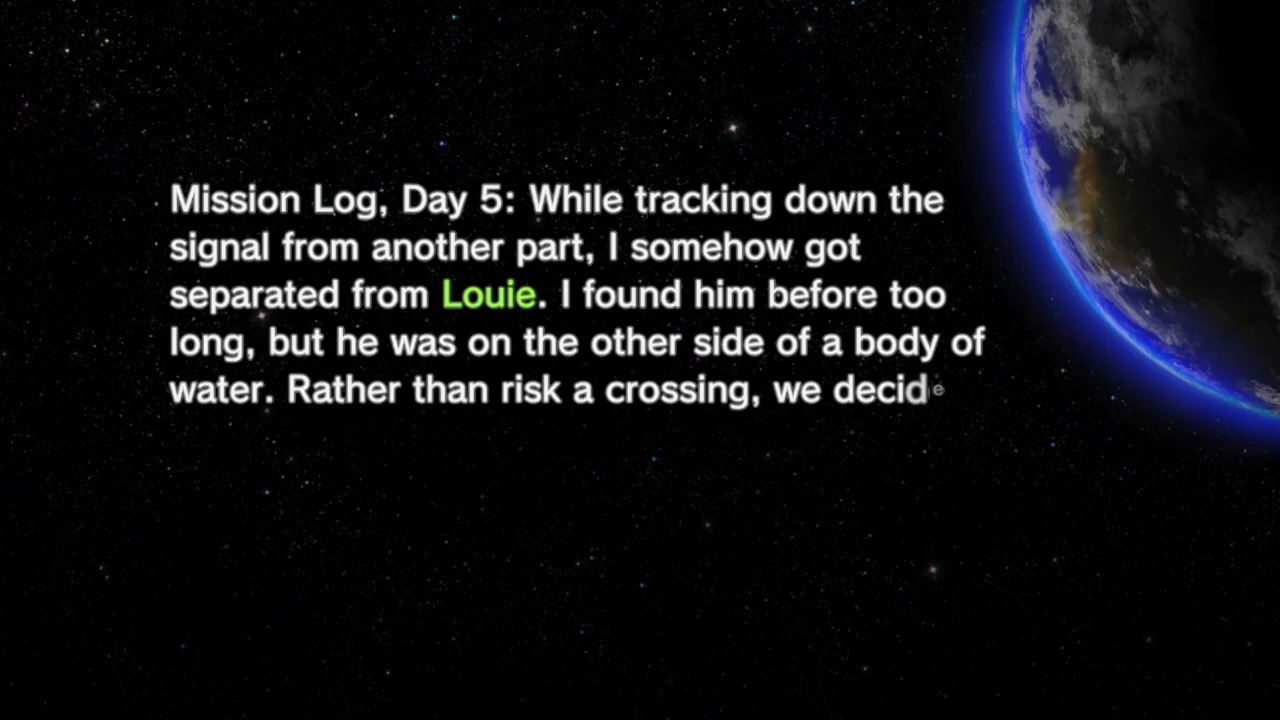 Mission Log, Day 5: While tracking down the
signal from another part, I somehow got
separated from Louie. I found him before too
long, but he was on the other side of a body of
water. Rather than risk a crossing, we decide